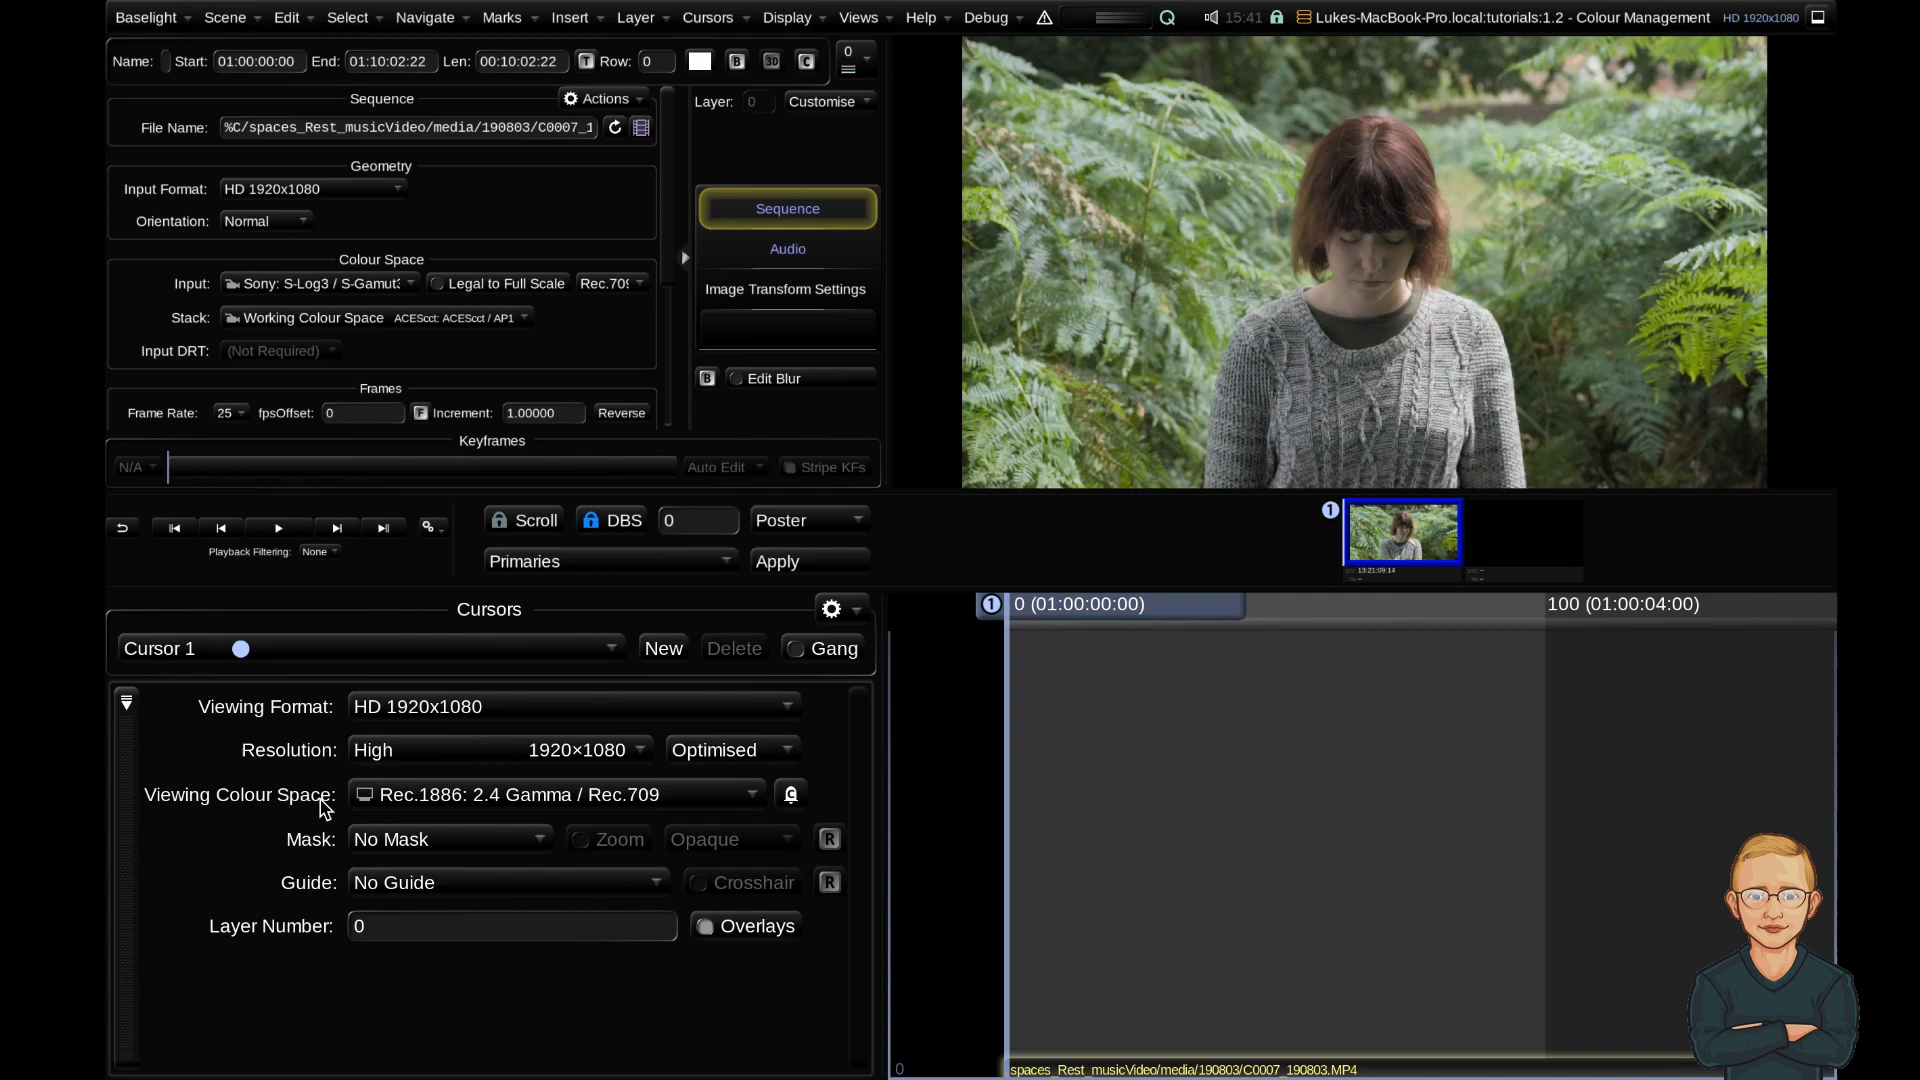 Baselight Scene Edit Select Navigate Marks Insert Layer Cursors Display Views Help Debug 15:41 Lukes-MacBook-Pro.local:tutorials:1.2 - Colour Management HD 1920x1080
Name: Start: 01:00:00:00 End: 01:10:02:22 Len: 00:10:02:22 T Row: 0 B 3D C 0
Sequence Actions
File Name: %C/spaces_Rest_musicVideo/media/190803/C0007_1
Geometry
Input Format: HD 1920x1080
Orientation: Normal
Colour Space
Input: Sony: S-Log3 / S-Gamut3 Legal to Full Scale Rec.709
Stack: Working Colour Space ACEScct: ACEScct / AP1
Input DRT: (Not Required)
Frames
Frame Rate: 25 fpsOffset: 0 F Increment: 1.00000 Reverse
Layer: 0 Customise
Sequence
Audio
Image Transform Settings
B Edit Blur
Keyframes
N/A Auto Edit Stripe KFs
Playback Filtering: None
Scroll DBS 0 Poster
Primaries Apply
1
13:21:09:14
Cursors
Cursor 1 New Delete Gang
Viewing Format: HD 1920x1080
Resolution: High 1920×1080 Optimised
Viewing Colour Space: Rec.1886: 2.4 Gamma / Rec.709
Mask: No Mask Zoom Opaque R
Guide: No Guide Crosshair R
Layer Number: 0 Overlays
1 0 (01:00:00:00) 100 (01:00:04:00)
0 spaces_Rest_musicVideo/media/190803/C0007_190803.MP4